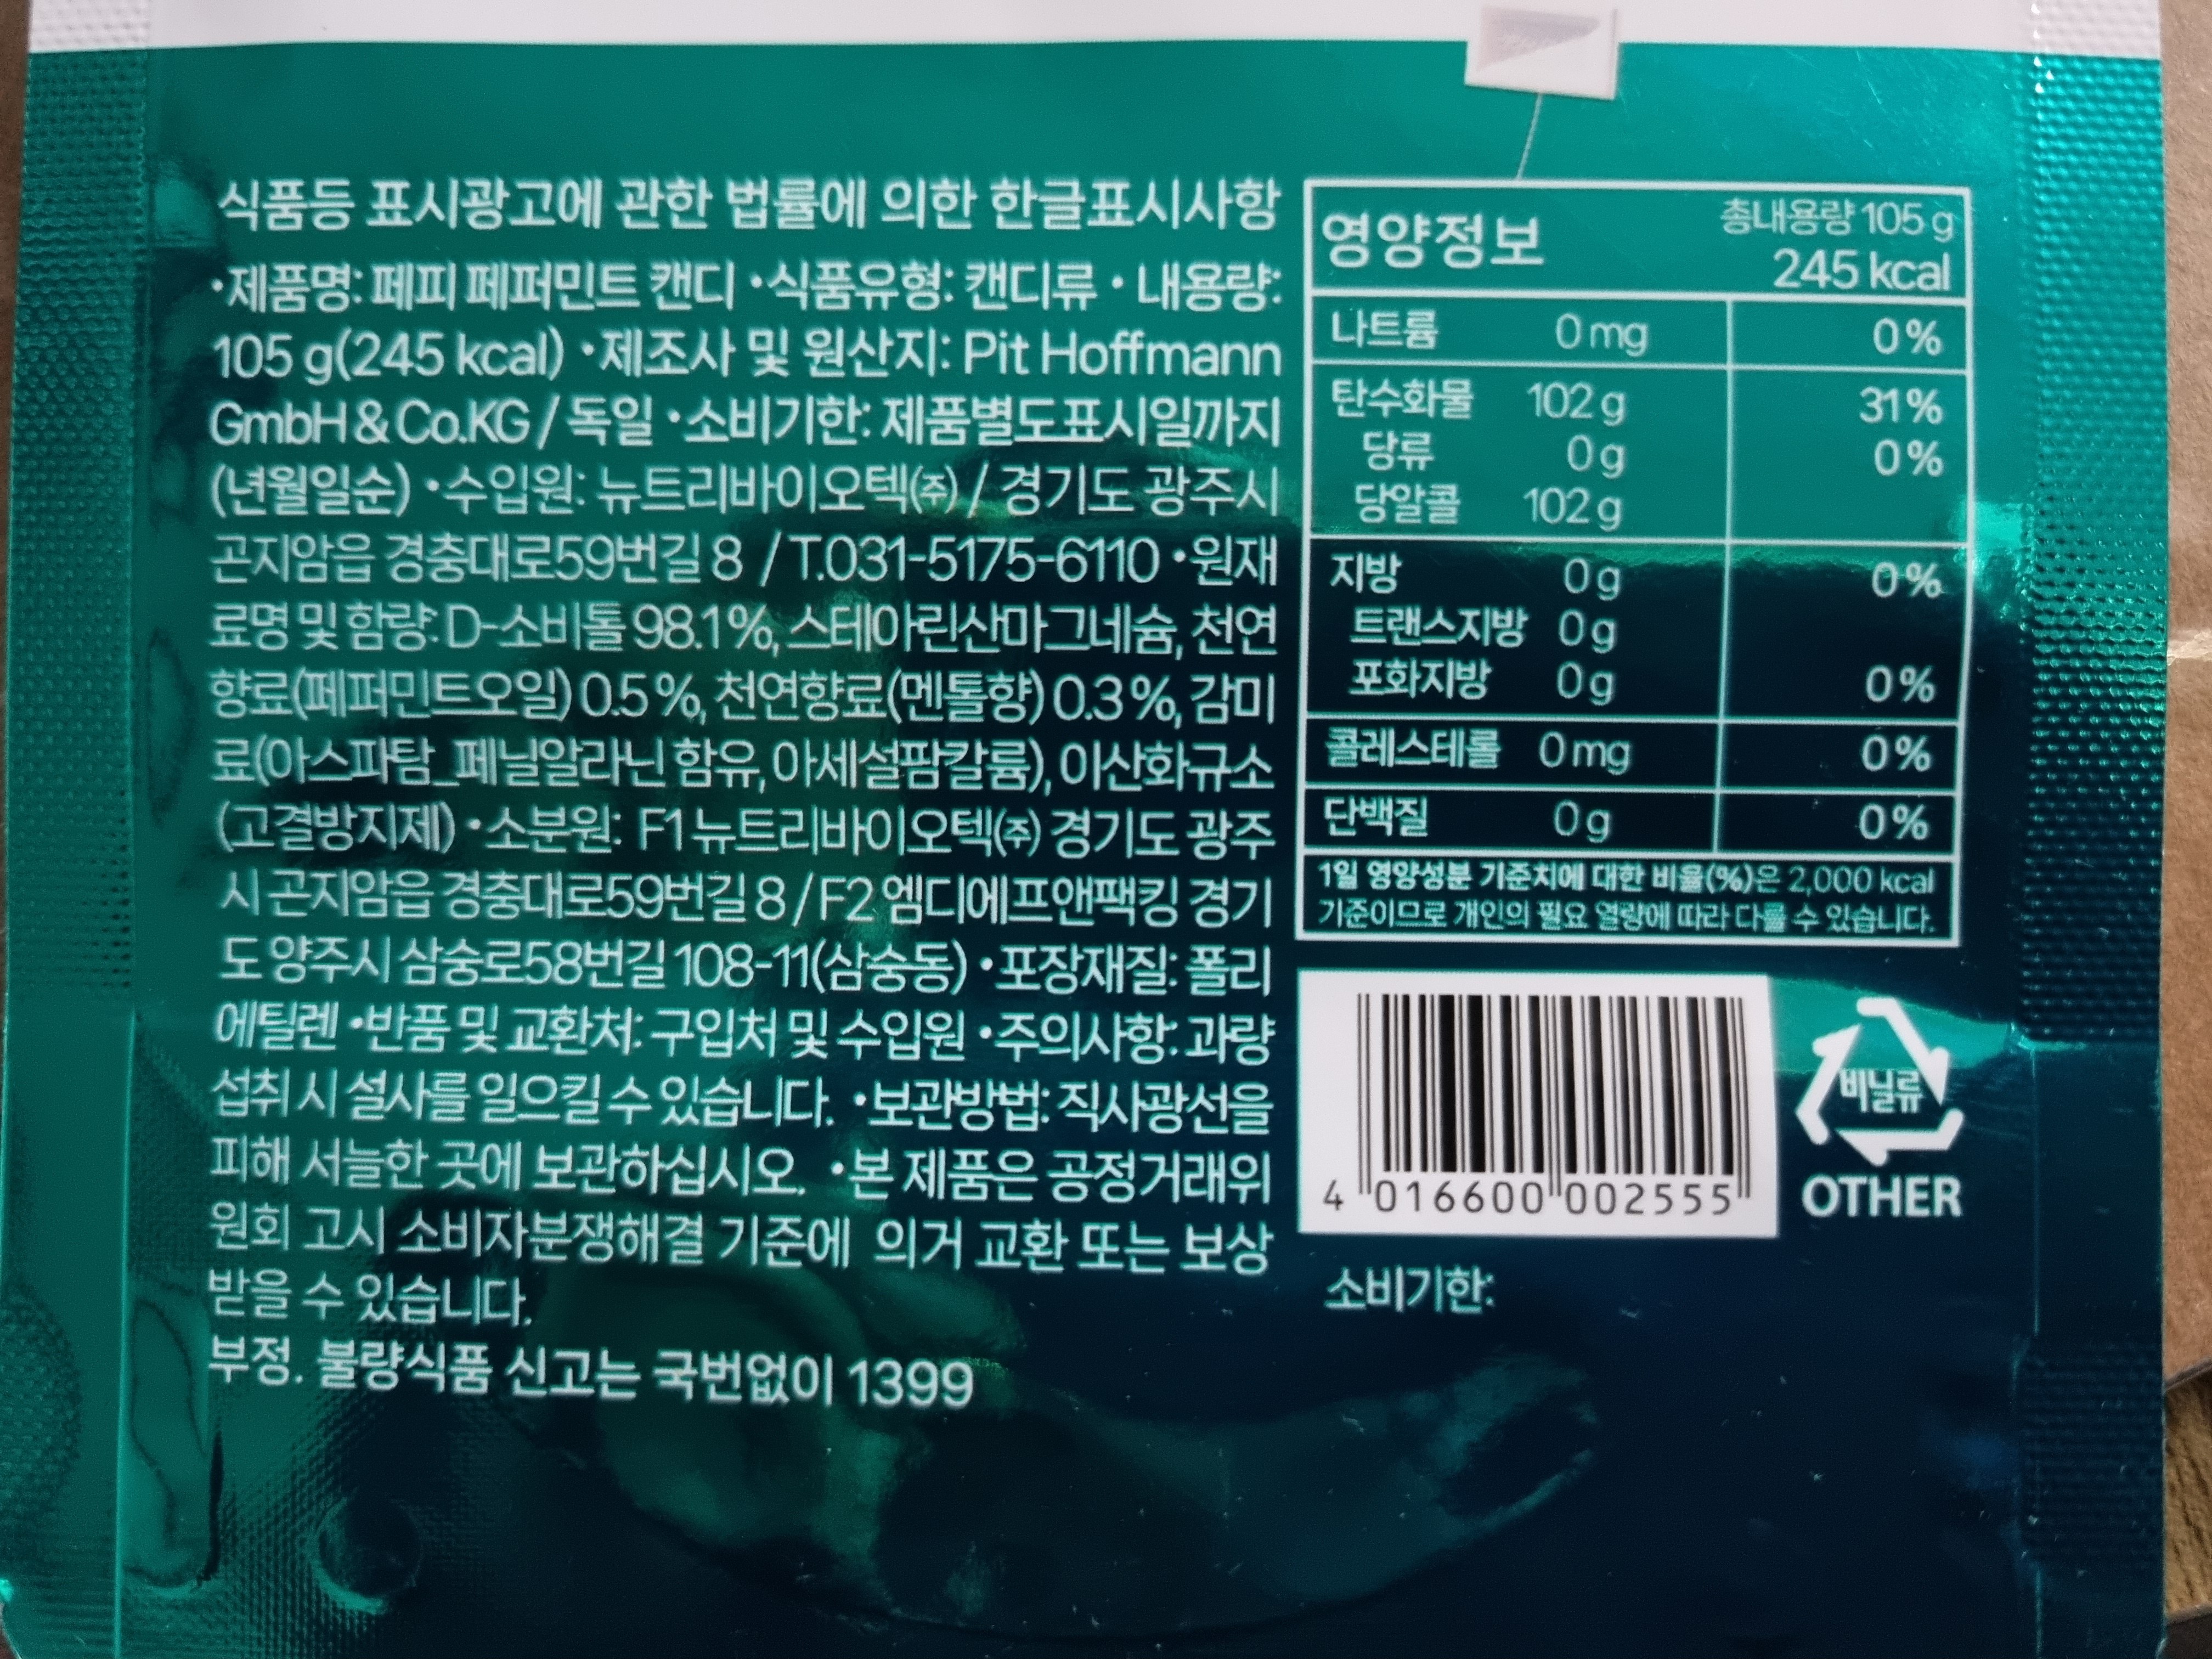 식품등 표시광고에 관한 법률에 의한 한글표시사항
•제품명: 페피 페퍼민트 캔디 •식품유형: 캔디류 • 내용량:
105 g(245 kcal) •제조사 및 원산지: Pit Hoffmann
GmbH & Co.KG / 독일 •소비기한: 제품별도표시일까지
(년월일순) •수입원: 뉴트리바이오텍㈜ / 경기도 광주시
곤지암읍 경충대로59번길 8 / T.031-5175-6110 •원재
료명 및 함량: D-소비톨 98.1%, 스테아린산마그네슘, 천연
향료(페퍼민트오일) 0.5%, 천연향료(멘톨향) 0.3%, 감미
료(아스파탐_페닐알라닌 함유, 아세설팜칼륨), 이산화규소
(고결방지제) •소분원: F1 뉴트리바이오텍㈜ 경기도 광주
시 곤지암읍 경충대로59번길 8 / F2 엠디에프앤팩킹 경기
도 양주시 삼숭로58번길 108-11(삼숭동) •포장재질: 폴리
에틸렌 •반품 및 교환처: 구입처 및 수입원 •주의사항: 과량
섭취 시 설사를 일으킬 수 있습니다. •보관방법: 직사광선을
피해 서늘한 곳에 보관하십시오. •본 제품은 공정거래위
원회 고시 소비자분쟁해결 기준에 의거 교환 또는 보상
받을 수 있습니다.
부정. 불량식품 신고는 국번없이 1399
영양정보 총내용량 105 g
245 kcal
나트륨 0 mg 0%
탄수화물 102 g 31%
당류 0 g 0%
당알콜 102 g
지방 0 g 0%
트랜스지방 0 g
포화지방 0 g 0%
콜레스테롤 0 mg 0%
단백질 0 g 0%
1일 영양성분 기준치에 대한 비율(%)은 2,000 kcal
기준이므로 개인의 필요 열량에 따라 다를 수 있습니다.
4 016600 002555
비닐류
OTHER
소비기한: